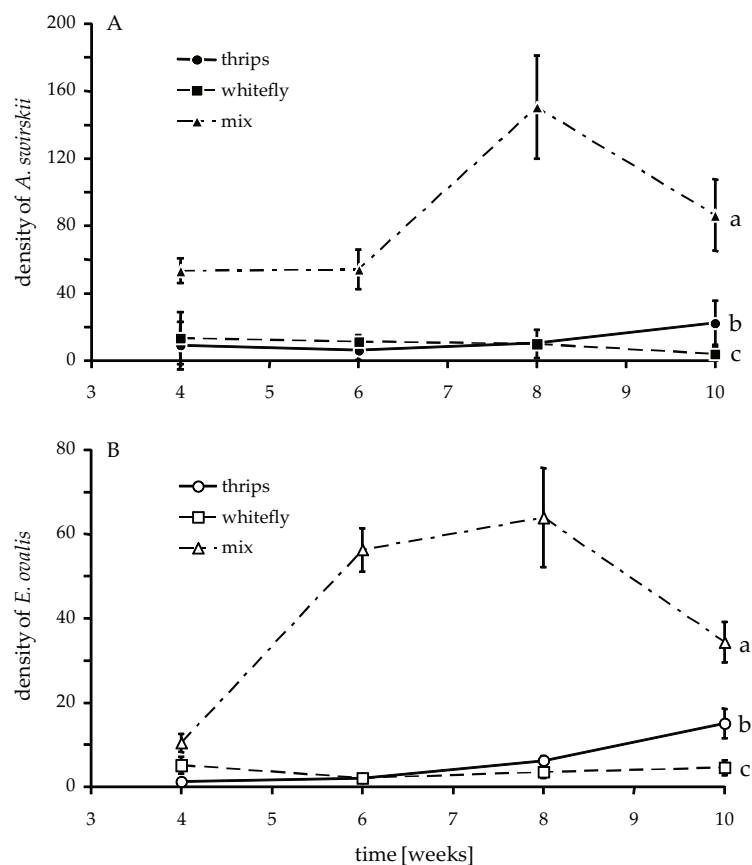 A
200
160
120
80
40
0
density of A. swirskii
thrips
whitefly
mix
a
b
c
3 4 5 6 7 8 9 10
B
80
60
40
20
0
density of E. ovalis
thrips
whitefly
mix
a
b
c
3 4 5 6 7 8 9 10
time [weeks]